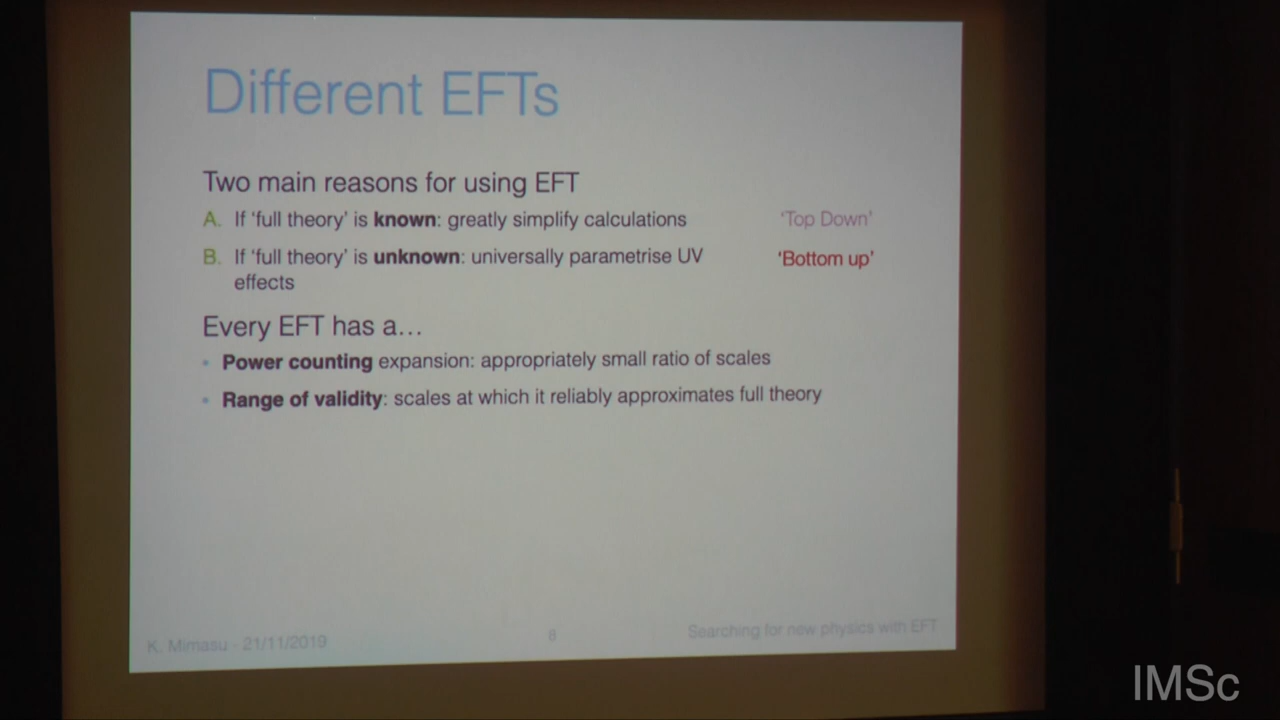 Different EFTs
Two main reasons for using EFT
A. If ‘full theory’ is known: greatly simplify calculations ‘Top Down’
B. If ‘full theory’ is unknown: universally parametrise UV ‘Bottom up’
effects
Every EFT has a...
• Power counting expansion: appropriately small ratio of scales
• Range of validity: scales at which it reliably approximates full theory
K. Mimasu - 21/11/2019 8 Searching for new physics with EFT
IMSc